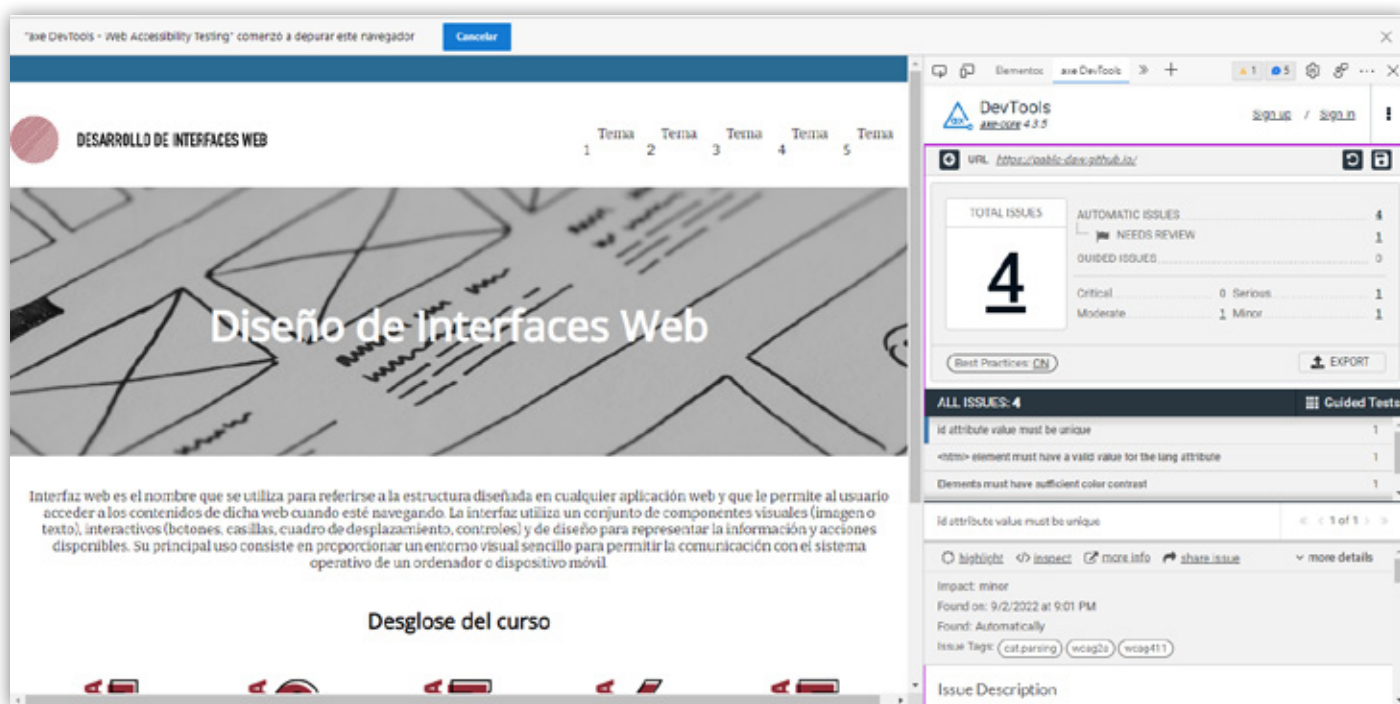 "axe DevTools - Web Accessibility Testing" comenzó a depurar este navegador
Cancelar
DESARROLLO DE INTERFACES WEB
Tema 1
Tema 2
Tema 3
Tema 4
Tema 5
Diseño de Interfaces Web
Interfaz web es el nombre que se utiliza para referirse a la estructura diseñada en cualquier aplicación web y que le permite al usuario
acceder a los contenidos de dicha web cuando esté navegando. La interfaz utiliza un conjunto de componentes visuales (imagen o
texto), interactivos (botones, casillas, cuadro de desplazamiento, controles) y de diseño para representar la información y acciones
disponibles. Su principal uso consiste en proporcionar un entorno visual sencillo para permitir la comunicación con el sistema
operativo de un ordenador o dispositivo móvil
Desglose del curso
Elementos
axe DevTools
1
5
DevTools
axe-core 4.3.5
Sign up / Sign in
URL https://pablo-daw.github.io/
TOTAL ISSUES
4
AUTOMATIC ISSUES 4
NEEDS REVIEW 1
GUIDED ISSUES 0
Critical 0 Serious 1
Moderate 1 Minor 1
Best Practices: ON
EXPORT
ALL ISSUES: 4
Guided Tests
id attribute value must be unique 1
<html> element must have a valid value for the lang attribute 1
Elements must have sufficient color contrast 1
id attribute value must be unique
1 of 1
highlight </> inspect more info share issue
more details
Impact: minor
Found on: 9/2/2022 at 9:01 PM
Found: Automatically
Issue Tags: cat.parsing wcag2a wcag411
Issue Description